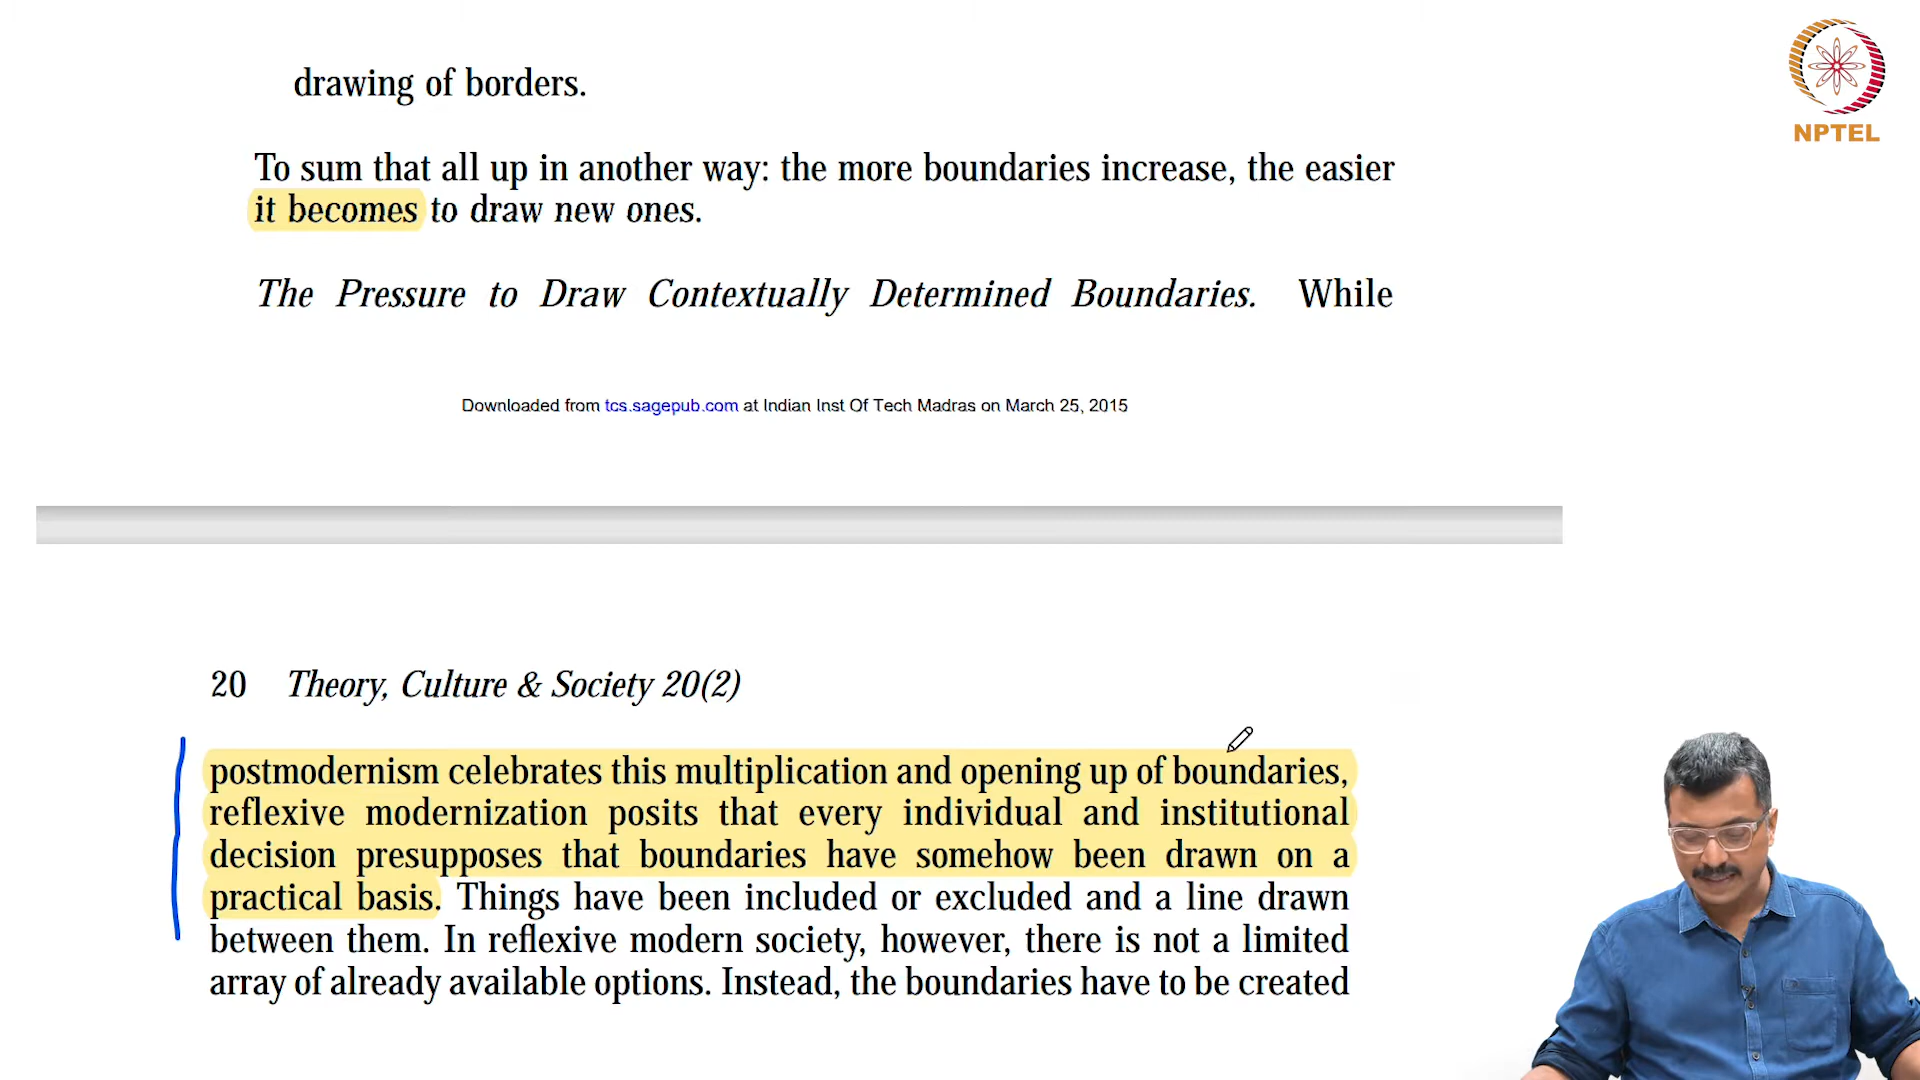 NPTEL
drawing of borders.
To sum that all up in another way: the more boundaries increase, the easier
it becomes to draw new ones.
The Pressure to Draw Contextually Determined Boundaries. While
Downloaded from tcs.sagepub.com at Indian Inst Of Tech Madras on March 25, 2015
20 Theory, Culture & Society 20(2)
postmodernism celebrates this multiplication and opening up of boundaries,
reflexive modernization posits that every individual and institutional
decision presupposes that boundaries have somehow been drawn on a
practical basis. Things have been included or excluded and a line drawn
between them. In reflexive modern society, however, there is not a limited
array of already available options. Instead, the boundaries have to be created